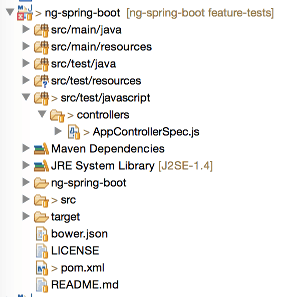 > ng-spring-boot [ng-spring-boot feature-tests]
src/main/java
src/main/resources
src/test/java
src/test/resources
> src/test/javascript
> controllers
> AppControllerSpec.js
Maven Dependencies
JRE System Library [J2SE-1.4]
ng-spring-boot
> src
target
bower.json
LICENSE
> pom.xml
README.md